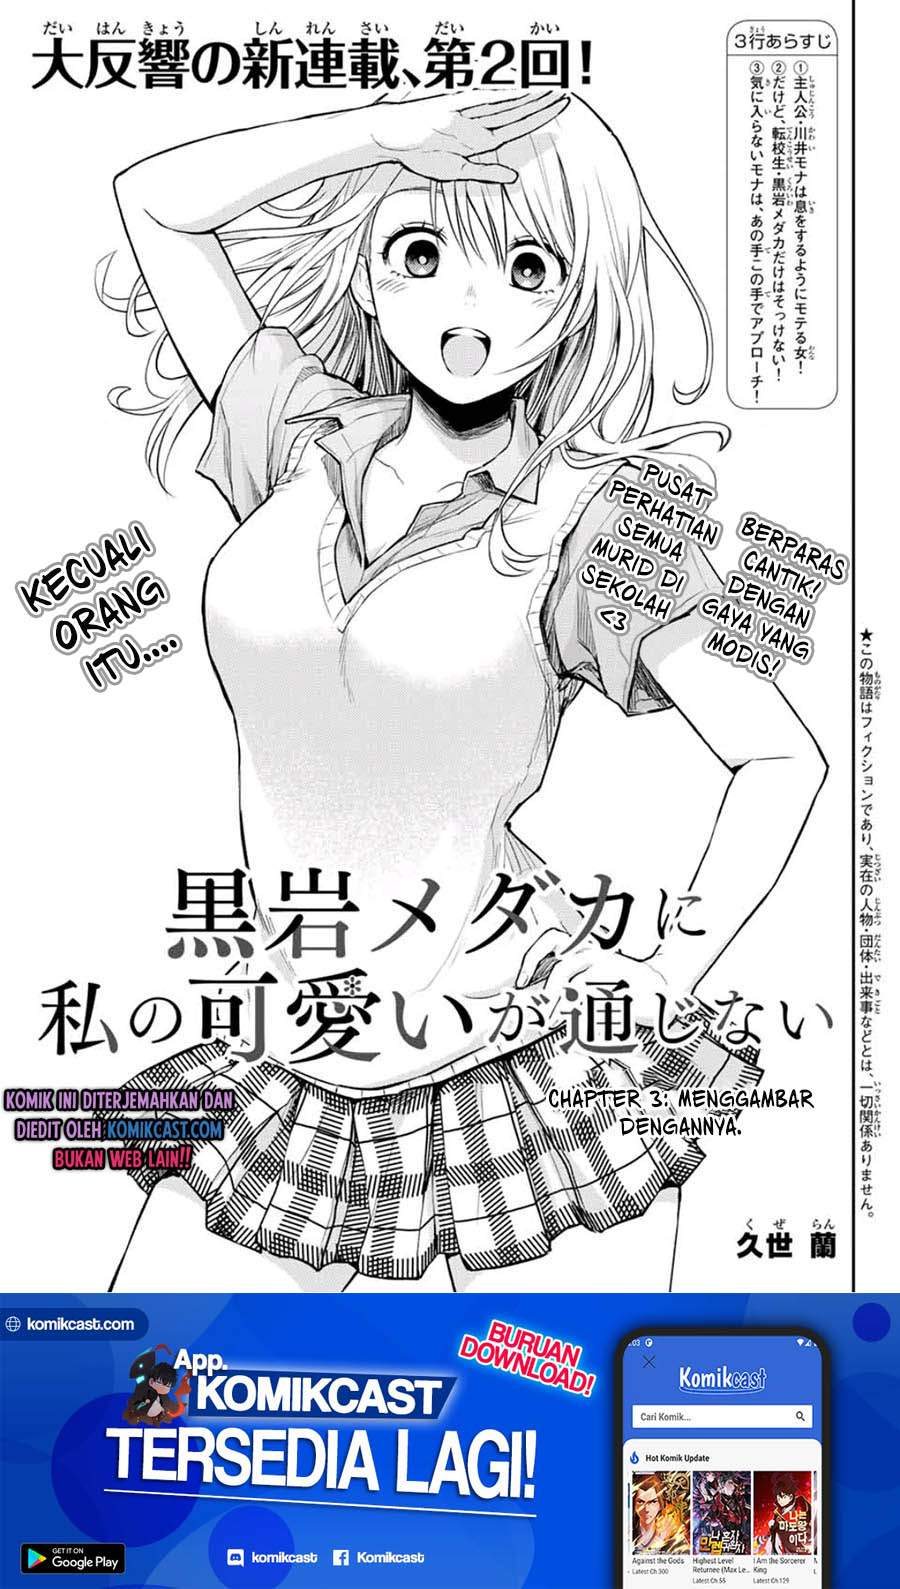 大反響の新連載、第2回!
3行あらすじ
①主人公・川井モナは息をするようにモテる女!
②だけど、転校生・黒岩メダカだけはそっけない!
③気に入らないモナは、あの手この手でアプローチ!
BERPARAS
CANTIK!
DENGAN
GAYA YANG
MODIS!
PUSAT
PERHATIAN
SEMUA
MURID DI
SEKOLAH
<3
KECUALI
ORANG
ITU....
★この物語はフィクションであり、実在の人物・団体・出来事などとは、一切関係ありません。
黒岩メダカに
私の可愛いが通じない
KOMIK INI DITERJEMAHKAN DAN
DIEDIT OLEH KOMIKCAST.COM
BUKAN WEB LAIN!!
CHAPTER 3: MENGGAMBAR
DENGANNYA.
久世 蘭
komikcast.com
App.
KOMIKCAST
TERSEDIA LAGI!
BURUAN
DOWNLOAD!
GET IT ON
Google Play
komikcast
Komikcast
Komikcast
Cari Komik...
Hot Komik Update
Against the Gods
Latest Ch.300
Highest Level
Returnee (Max Le...
Latest Ch.55
I Am the Sorcerer
King
Latest Ch.129